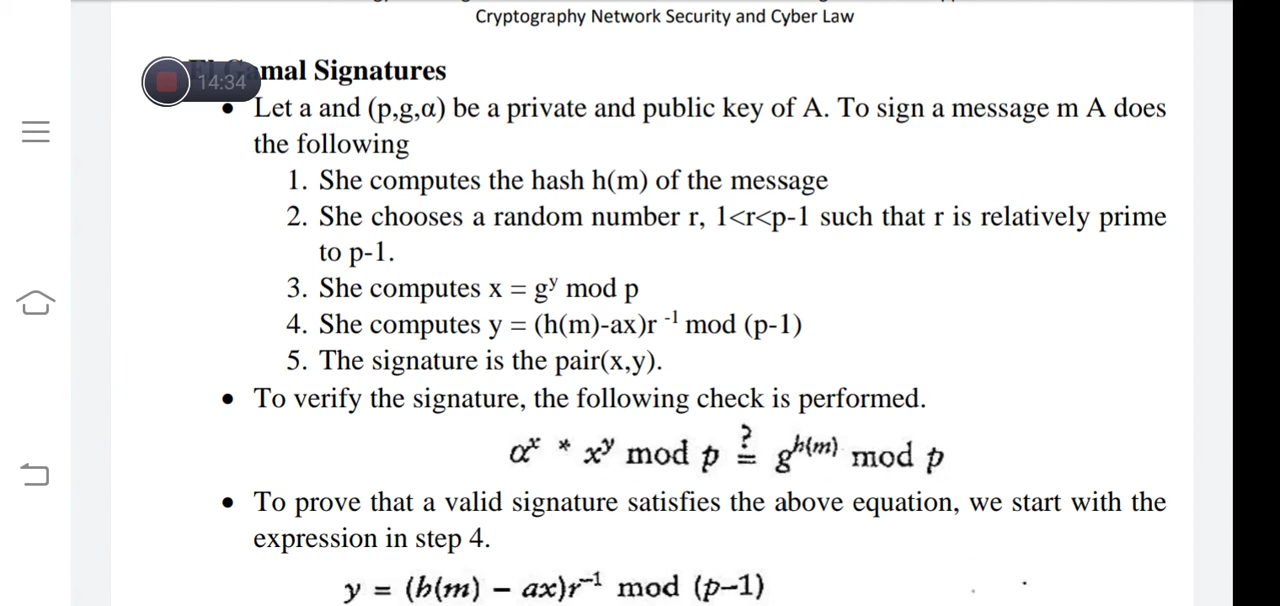 Cryptography Network Security and Cyber Law
14:34
mal Signatures
• Let a and (p,g,α) be a private and public key of A. To sign a message m A does
the following
1. She computes the hash h(m) of the message
2. She chooses a random number r, 1<r<p-1 such that r is relatively prime
to p-1.
3. She computes x = gʸ mod p
4. She computes y = (h(m)-ax)r ⁻¹ mod (p-1)
5. The signature is the pair(x,y).
• To verify the signature, the following check is performed.
αˣ * xʸ mod p ≟ gʰ⁽ᵐ⁾ mod p
• To prove that a valid signature satisfies the above equation, we start with the
expression in step 4.
y = (h(m) – ax)r⁻¹ mod (p–1)